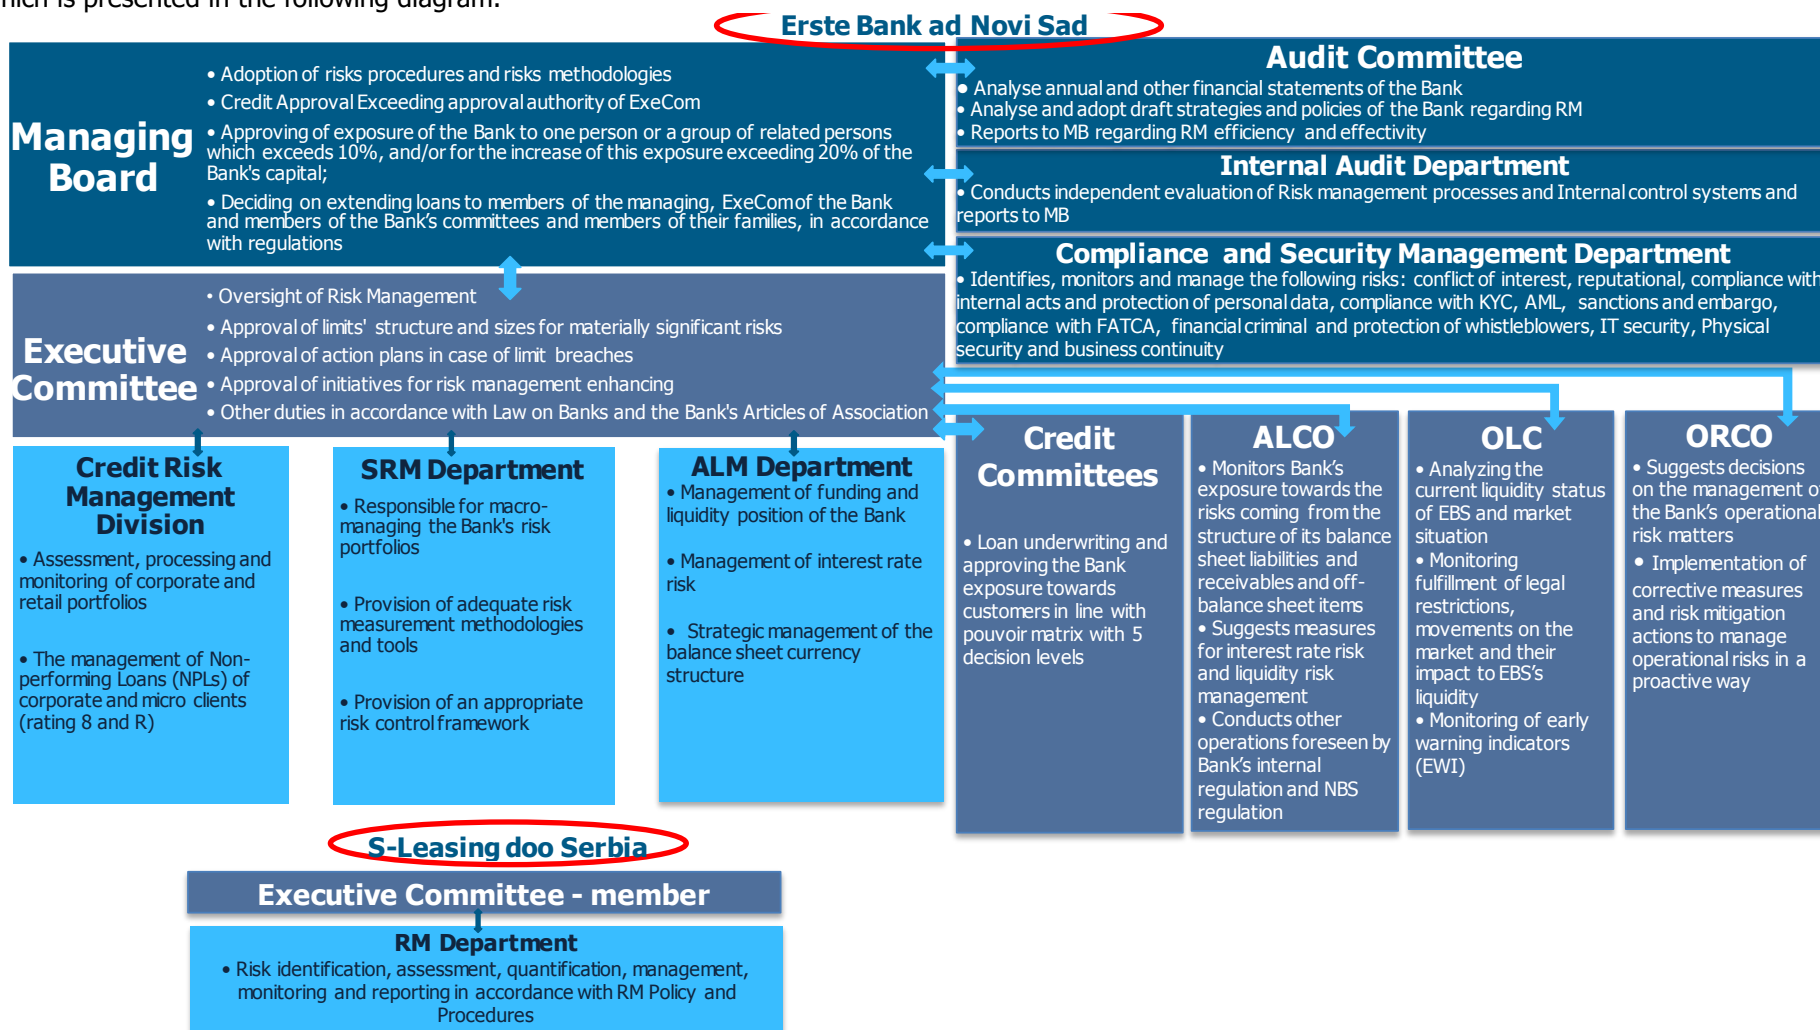 which is presented in the following diagram:
Erste Bank ad Novi Sad
Managing
Board
• Adoption of risks procedures and risks methodologies
• Credit Approval Exceeding approval authority of ExeCom
• Approving of exposure of the Bank to one person or a group of related persons
which exceeds 10%, and/or for the increase of this exposure exceeding 20% of the
Bank's capital;
• Deciding on extending loans to members of the managing, ExeCom of the Bank
and members of the Bank's committees and members of their families, in accordance
with regulations
Audit Committee
• Analyse annual and other financial statements of the Bank
• Analyse and adopt draft strategies and policies of the Bank regarding RM
• Reports to MB regarding RM efficiency and effectivity
Internal Audit Department
• Conducts independent evaluation of Risk management processes and Internal control systems and
reports to MB
Compliance and Security Management Department
• Identifies, monitors and manage the following risks: conflict of interest, reputational, compliance with
internal acts and protection of personal data, compliance with KYC, AML, sanctions and embargo,
compliance with FATCA, financial criminal and protection of whistleblowers, IT security, Physical
security and business continuity
Executive
Committee
• Oversight of Risk Management
• Approval of limits' structure and sizes for materially significant risks
• Approval of action plans in case of limit breaches
• Approval of initiatives for risk management enhancing
• Other duties in accordance with Law on Banks and the Bank's Articles of Association
Credit Risk
Management
Division
• Assessment, processing and
monitoring of corporate and
retail portfolios
• The management of Non-
performing Loans (NPLs) of
corporate and micro clients
(rating 8 and R)
SRM Department
• Responsible for macro-
managing the Bank's risk
portfolios
• Provision of adequate risk
measurement methodologies
and tools
• Provision of an appropriate
risk control framework
ALM Department
• Management of funding and
liquidity position of the Bank
• Management of interest rate
risk
• Strategic management of the
balance sheet currency
structure
Credit
Committees
• Loan underwriting and
approving the Bank
exposure towards
customers in line with
pouvoir matrix with 5
decision levels
ALCO
• Monitors Bank's
exposure towards the
risks coming from the
structure of its balance
sheet liabilities and
receivables and off-
balance sheet items
• Suggests measures
for interest rate risk
and liquidity risk
management
• Conducts other
operations foreseen by
Bank's internal
regulation and NBS
regulation
OLC
• Analyzing the
current liquidity status
of EBS and market
situation
• Monitoring
fulfillment of legal
restrictions,
movements on the
market and their
impact to EBS's
liquidity
• Monitoring of early
warning indicators
(EWI)
ORCO
• Suggests decisions
on the management of
the Bank's operational
risk matters
• Implementation of
corrective measures
and risk mitigation
actions to manage
operational risks in a
proactive way
S-Leasing doo Serbia
Executive Committee - member
RM Department
• Risk identification, assessment, quantification, management,
monitoring and reporting in accordance with RM Policy and
Procedures